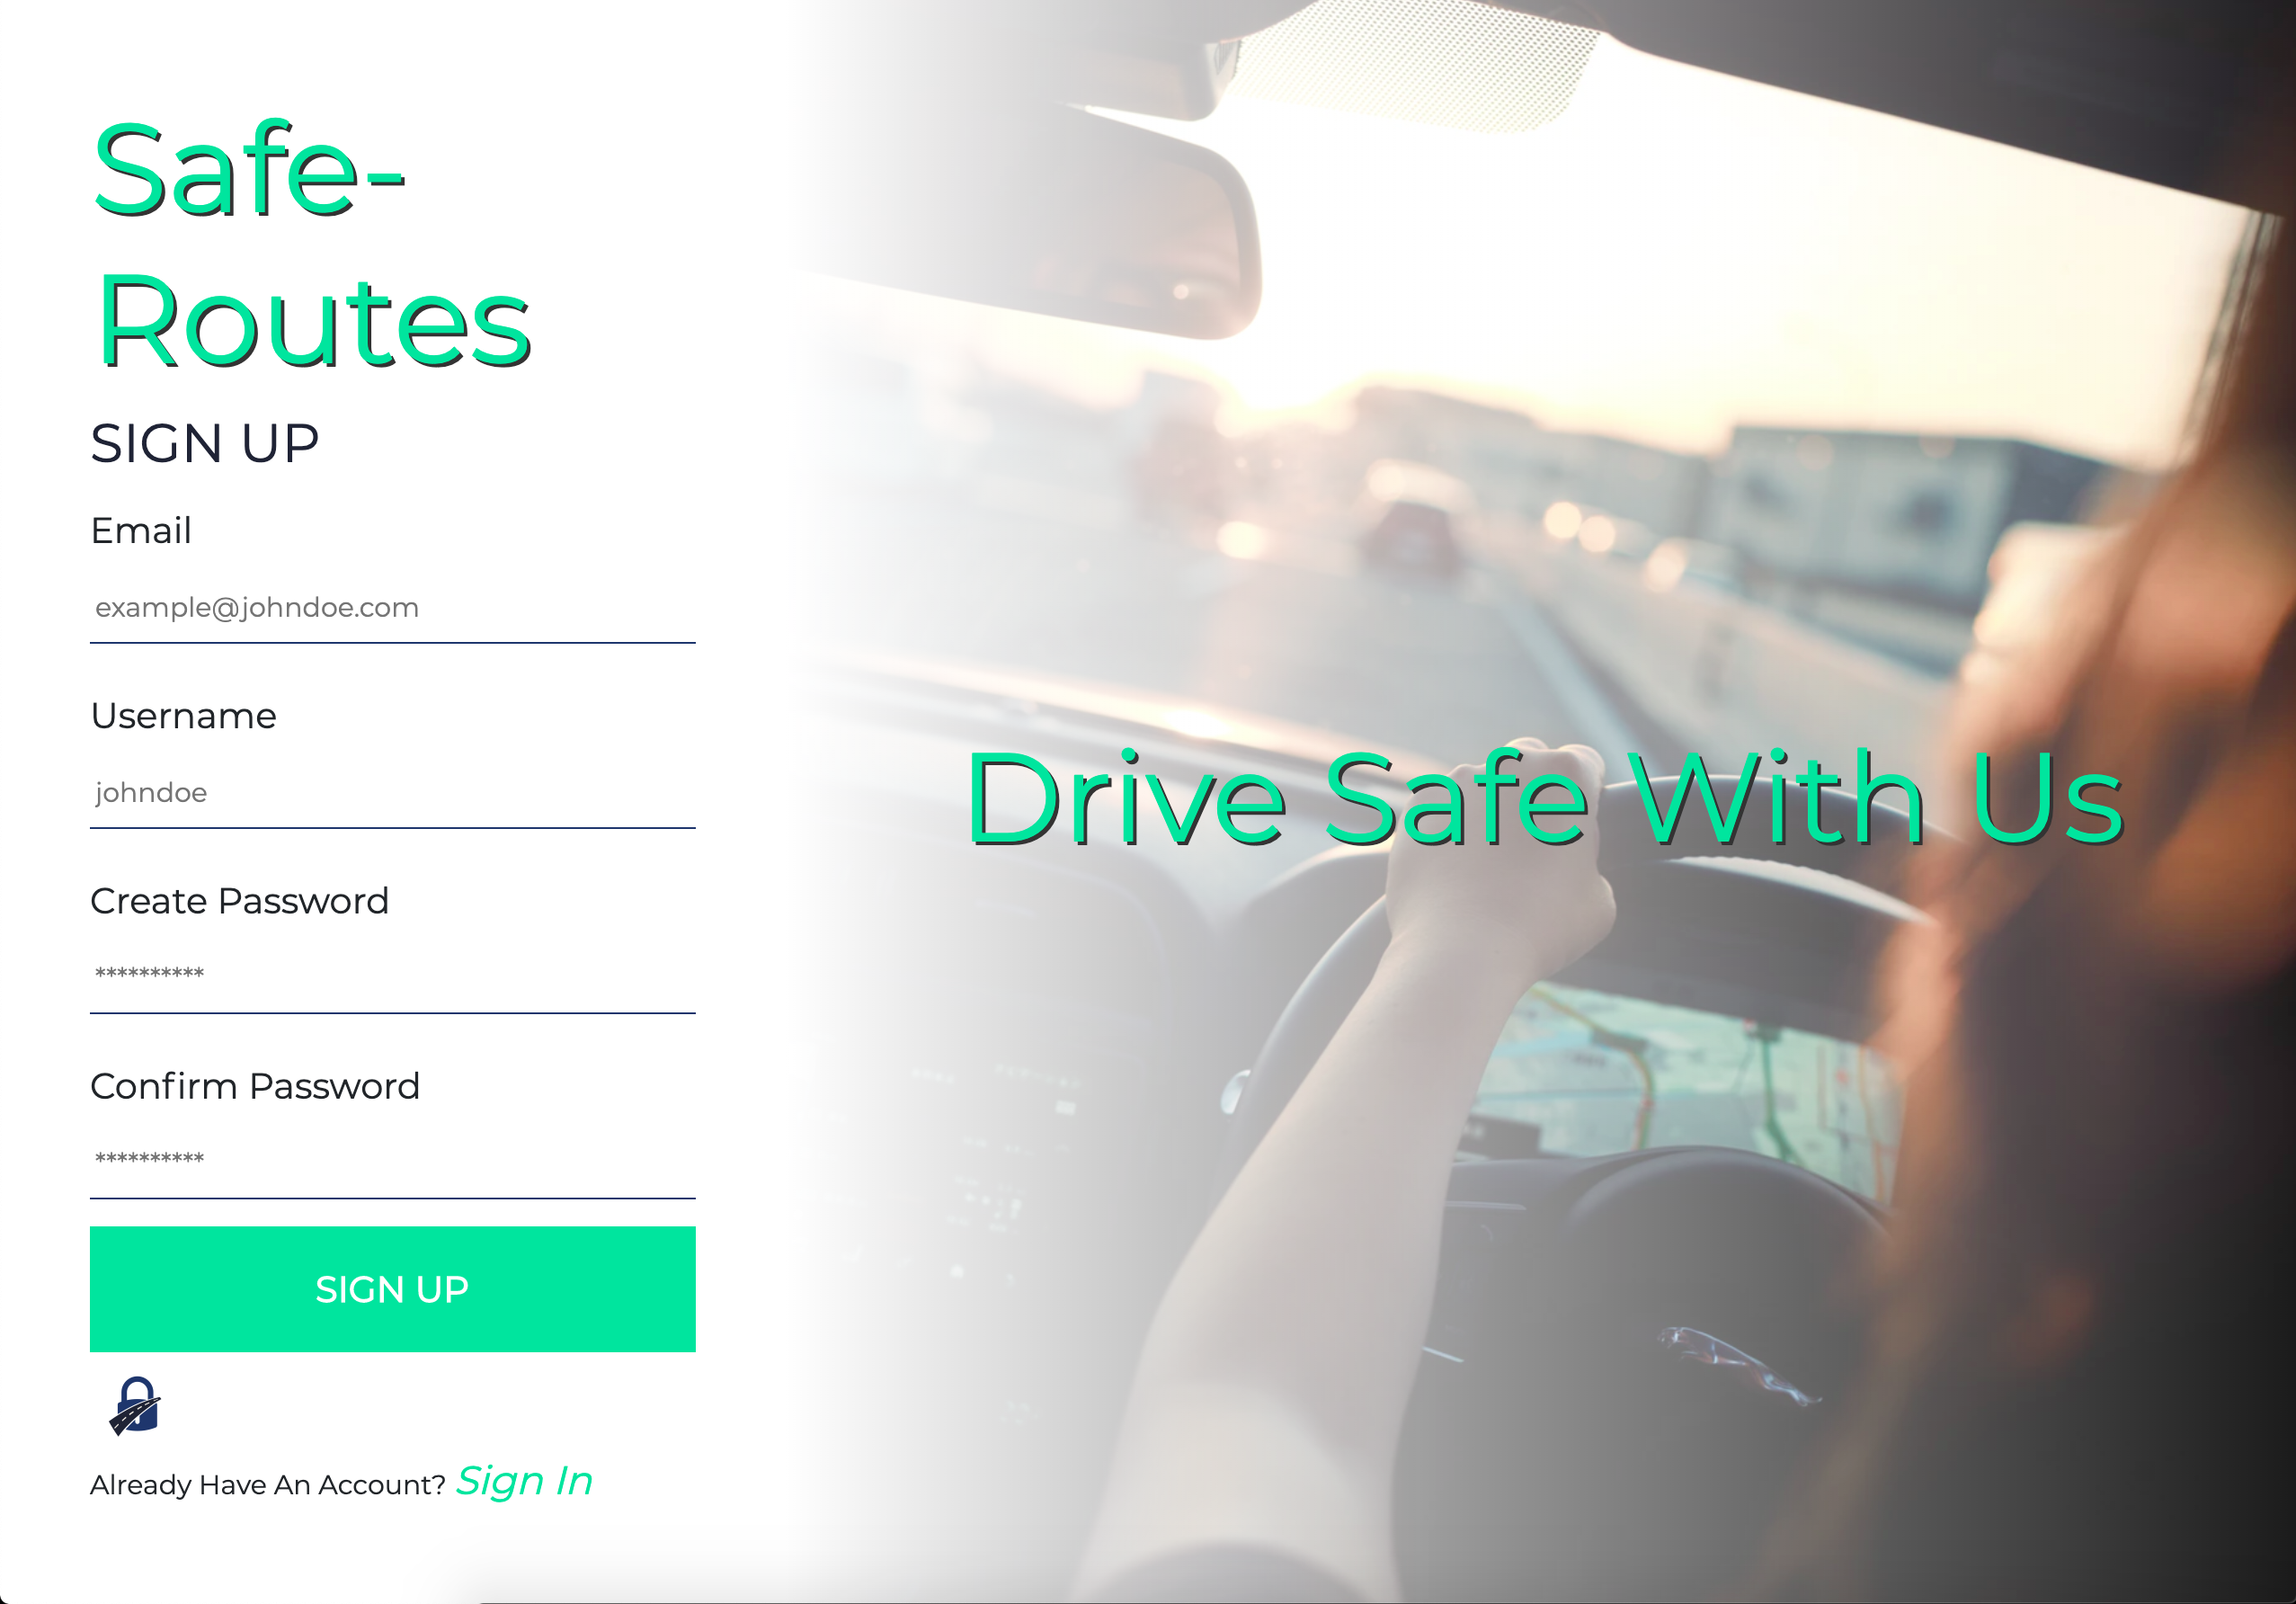 Safe-
Routes
SIGN UP
Email
example@johndoe.com
Username
johndoe
Create Password
**********
Confirm Password
**********
SIGN UP
Already Have An Account? Sign In
Drive Safe With Us